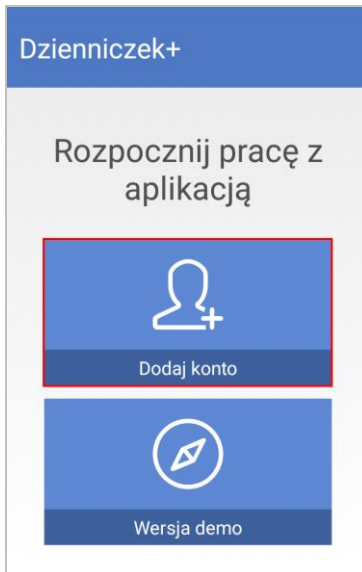 Dzienniczek+
Rozpocznij pracę z
aplikacją
Dodaj konto
Wersja demo